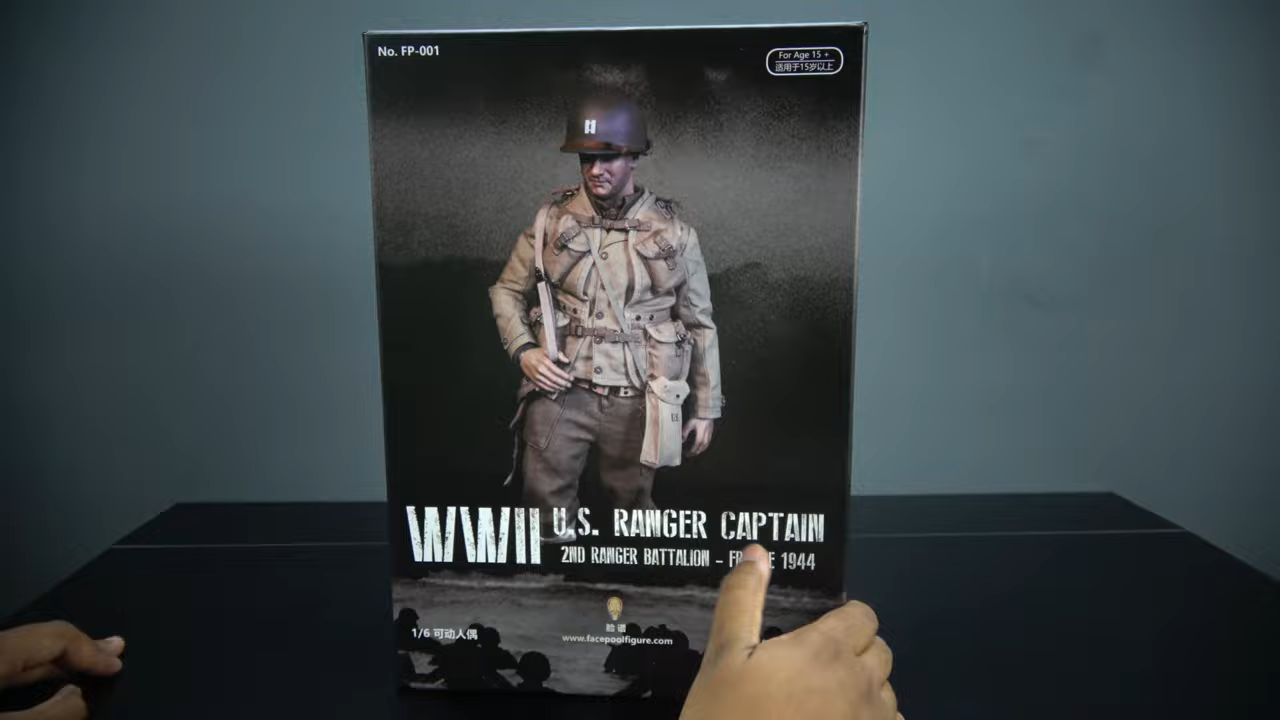 No. FP-001
For Age 15 +
适用于15岁以上
WWII U.S. RANGER CAPTAIN
2ND RANGER BATTALION - 1944
脸谱
www.facepoolfigure.com
1/6 可动人偶